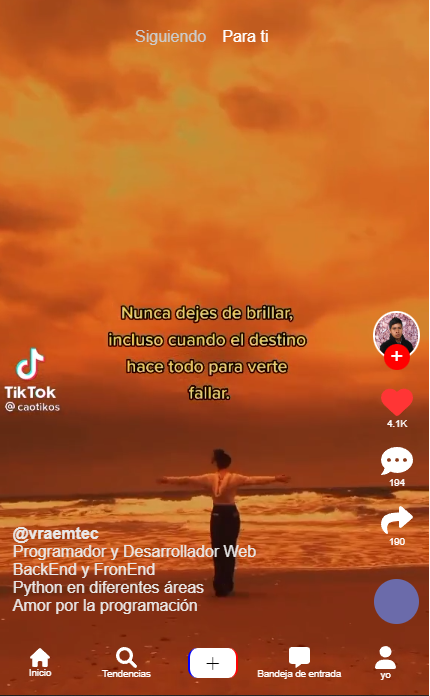 Siguiendo Para ti
Nunca dejes de brillar,
incluso cuando el destino
hace todo para verte
fallar.
TikTok
@ caotikos
4.1K
194
190
@vraemtec
Programador y Desarrollador Web
BackEnd y FronEnd
Python en diferentes áreas
Amor por la programación
Inicio Tendencias Bandeja de entrada yo